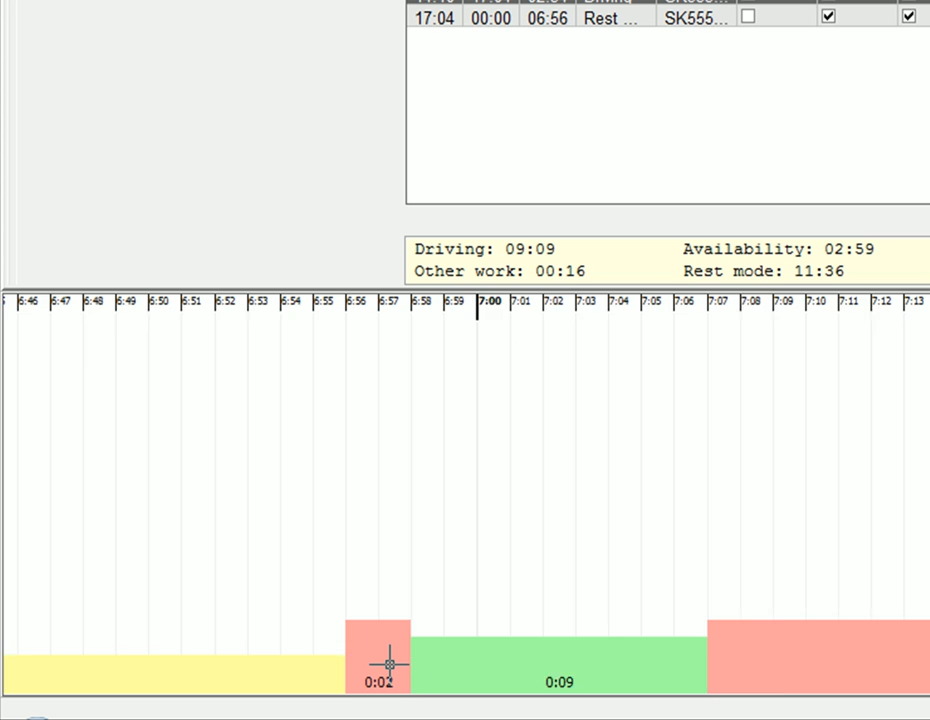 17:04 00:00 06:56 Rest ... SK555...
Driving: 09:09 Availability: 02:59
Other work: 00:16 Rest mode: 11:36
6:46 6:47 6:48 6:49 6:50 6:51 6:52 6:53 6:54 6:55 6:56 6:57 6:58 6:59 7:00 7:01 7:02 7:03 7:04 7:05 7:06 7:07 7:08 7:09 7:10 7:11 7:12 7:13
0:02 0:09